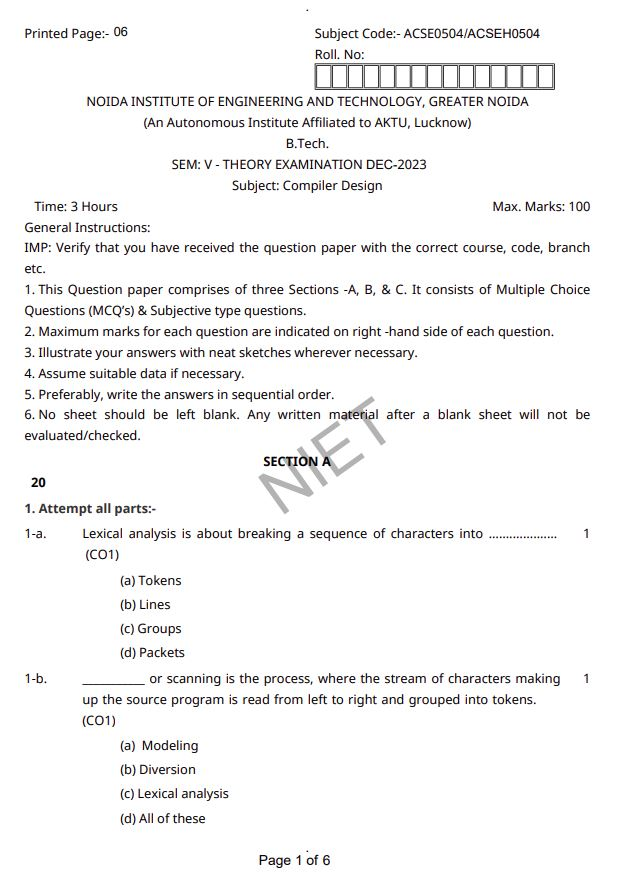 Printed Page:- 06 Subject Code:- ACSE0504/ACSEH0504
Roll. No:
NOIDA INSTITUTE OF ENGINEERING AND TECHNOLOGY, GREATER NOIDA
(An Autonomous Institute Affiliated to AKTU, Lucknow)
B.Tech.
SEM: V - THEORY EXAMINATION DEC-2023
Subject: Compiler Design
Time: 3 Hours Max. Marks: 100
General Instructions:
IMP: Verify that you have received the question paper with the correct course, code, branch
etc.
1. This Question paper comprises of three Sections -A, B, & C. It consists of Multiple Choice
Questions (MCQ's) & Subjective type questions.
2. Maximum marks for each question are indicated on right -hand side of each question.
3. Illustrate your answers with neat sketches wherever necessary.
4. Assume suitable data if necessary.
5. Preferably, write the answers in sequential order.
6. No sheet should be left blank. Any written material after a blank sheet will not be
evaluated/checked.
NIET
SECTION A
20
1. Attempt all parts:-
1-a. Lexical analysis is about breaking a sequence of characters into ................... 1
(CO1)
(a) Tokens
(b) Lines
(c) Groups
(d) Packets
1-b. ___________ or scanning is the process, where the stream of characters making 1
up the source program is read from left to right and grouped into tokens.
(CO1)
(a) Modeling
(b) Diversion
(c) Lexical analysis
(d) All of these
Page 1 of 6